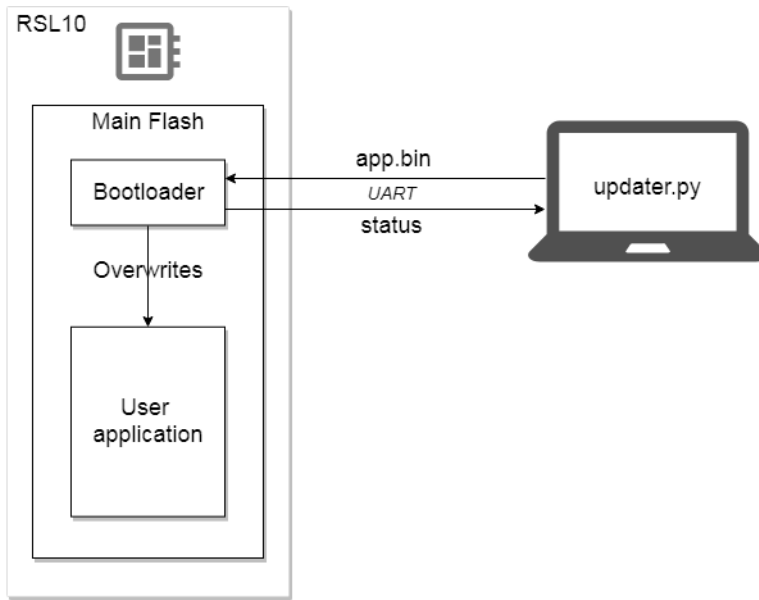 RSL10
Main Flash
Bootloader
app.bin
UART
status
updater.py
Overwrites
User
application